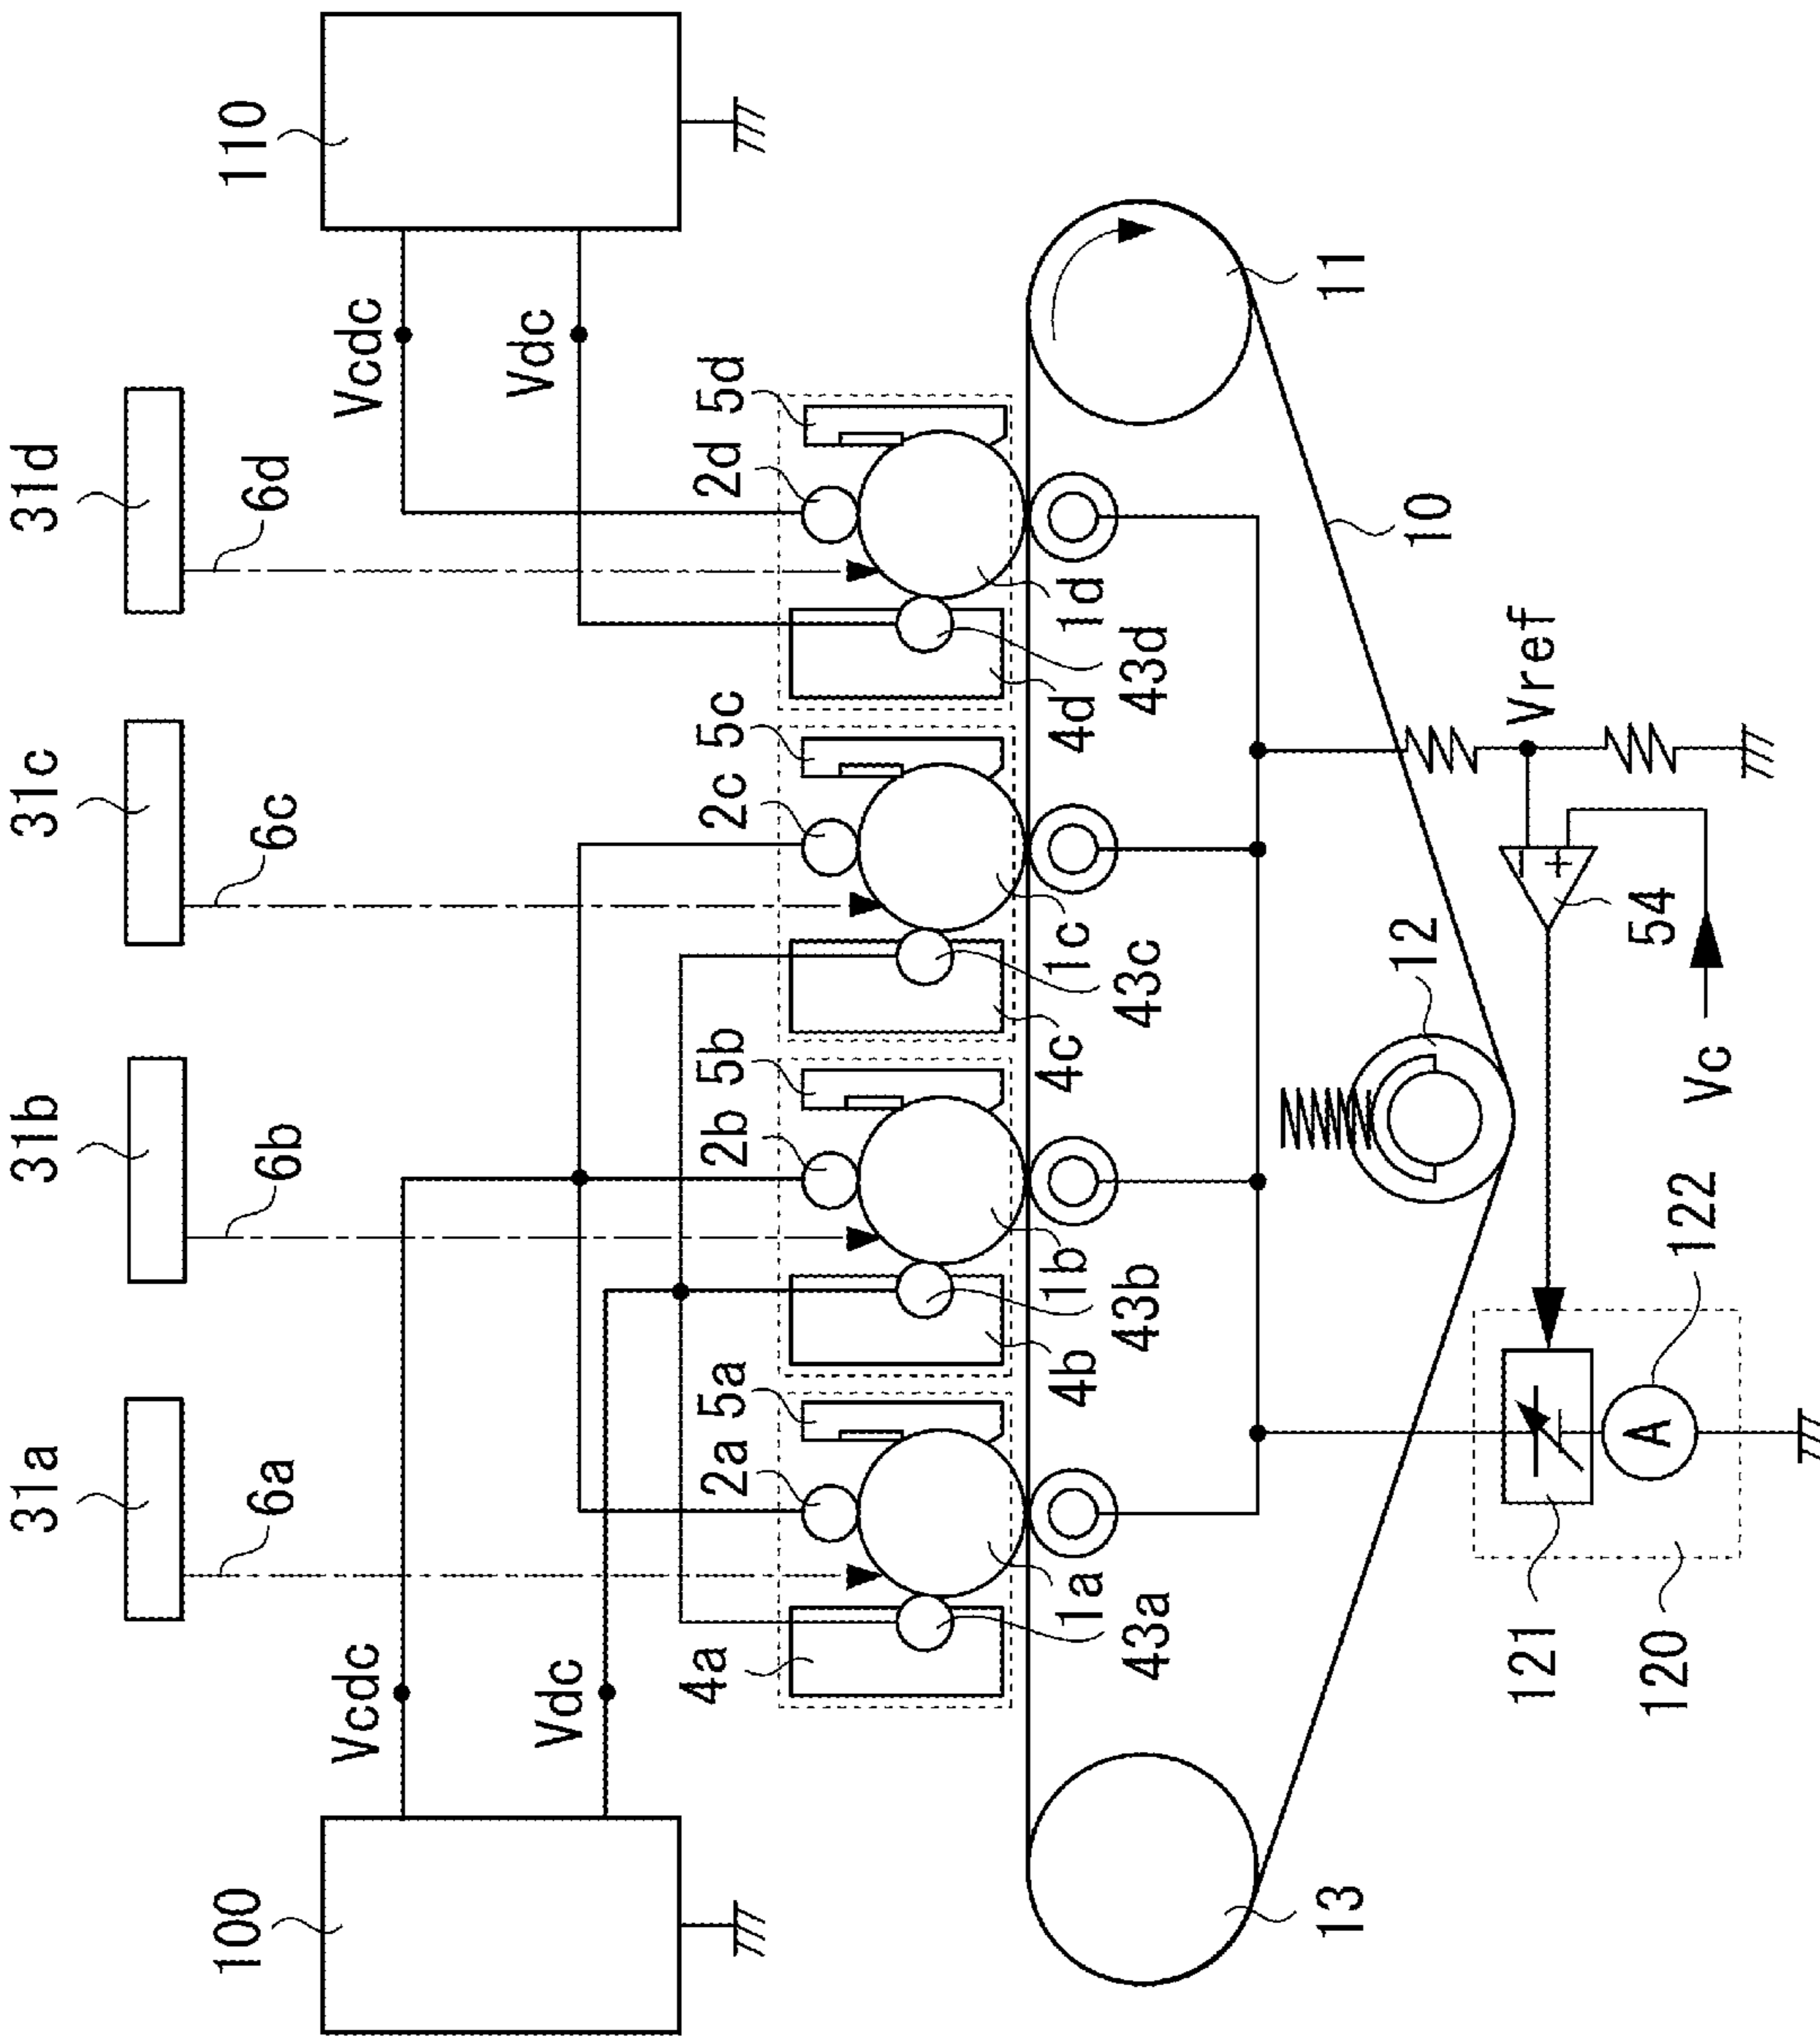 31a
31b
31c
31d
6a
6b
6c
6d
100
110
Vcdc
Vcdc
Vdc
Vdc
2a
5a
2b
5b
2c
5c
2d
5d
4a
1a
43a
4b
1b
43b
4c
1c
43c
4d
1d
43d
13
11
10
12
Vref
−
+
54
Vc
A
121
122
120